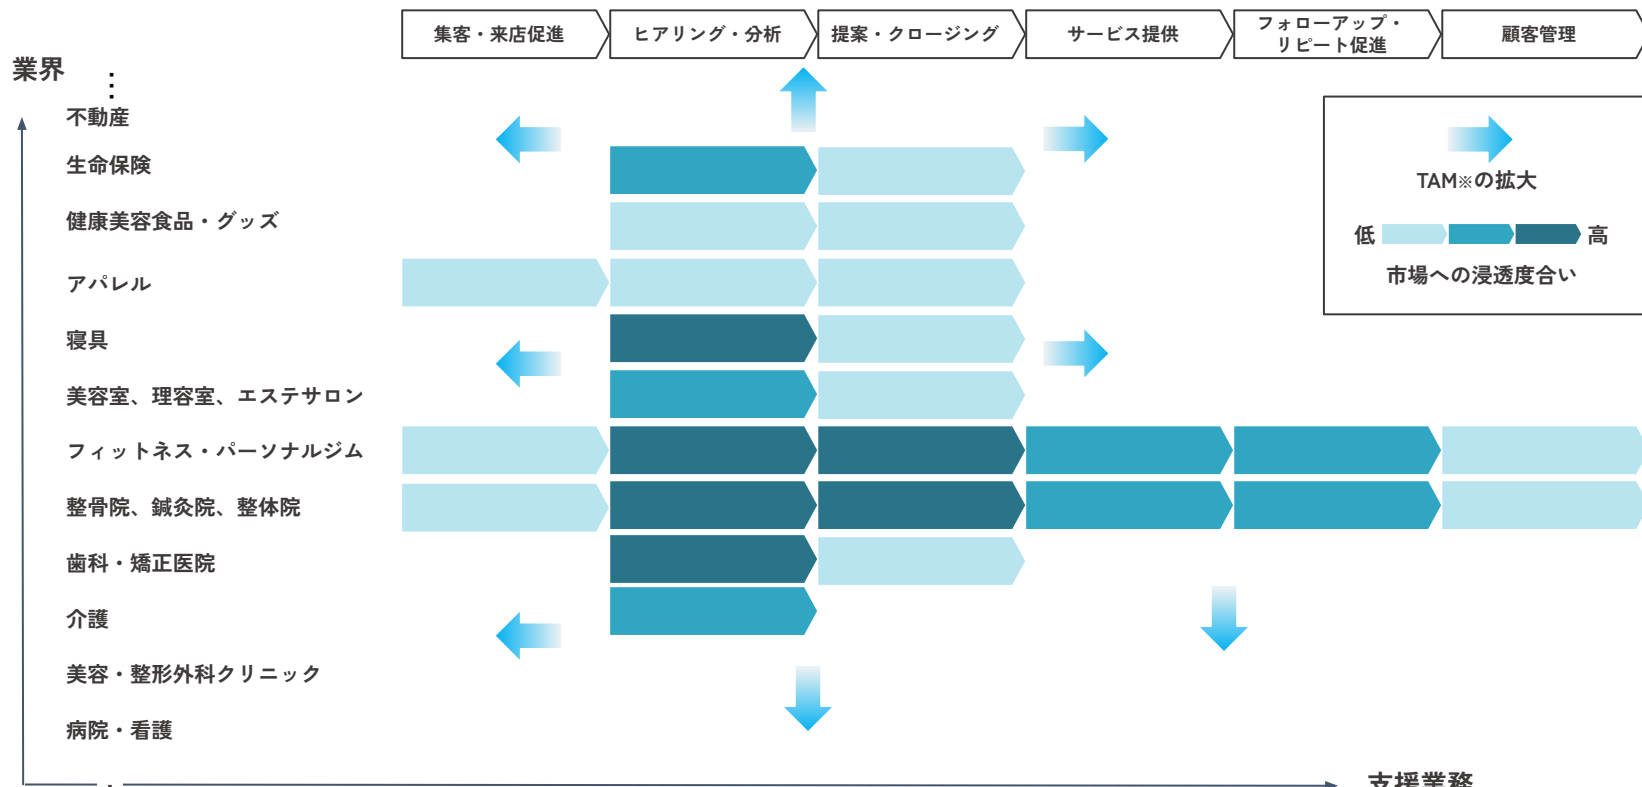 集客・来店促進
ヒアリング・分析
提案・クロージング
サービス提供
フォローアップ・
リピート促進
顧客管理
業界
⋮
不動産
生命保険
健康美容食品・グッズ
アパレル
寝具
美容室、理容室、エステサロン
フィットネス・パーソナルジム
整骨院、鍼灸院、整体院
歯科・矯正医院
介護
美容・整形外科クリニック
病院・看護
TAM※の拡大
低
高
市場への浸透度合い
支援業務